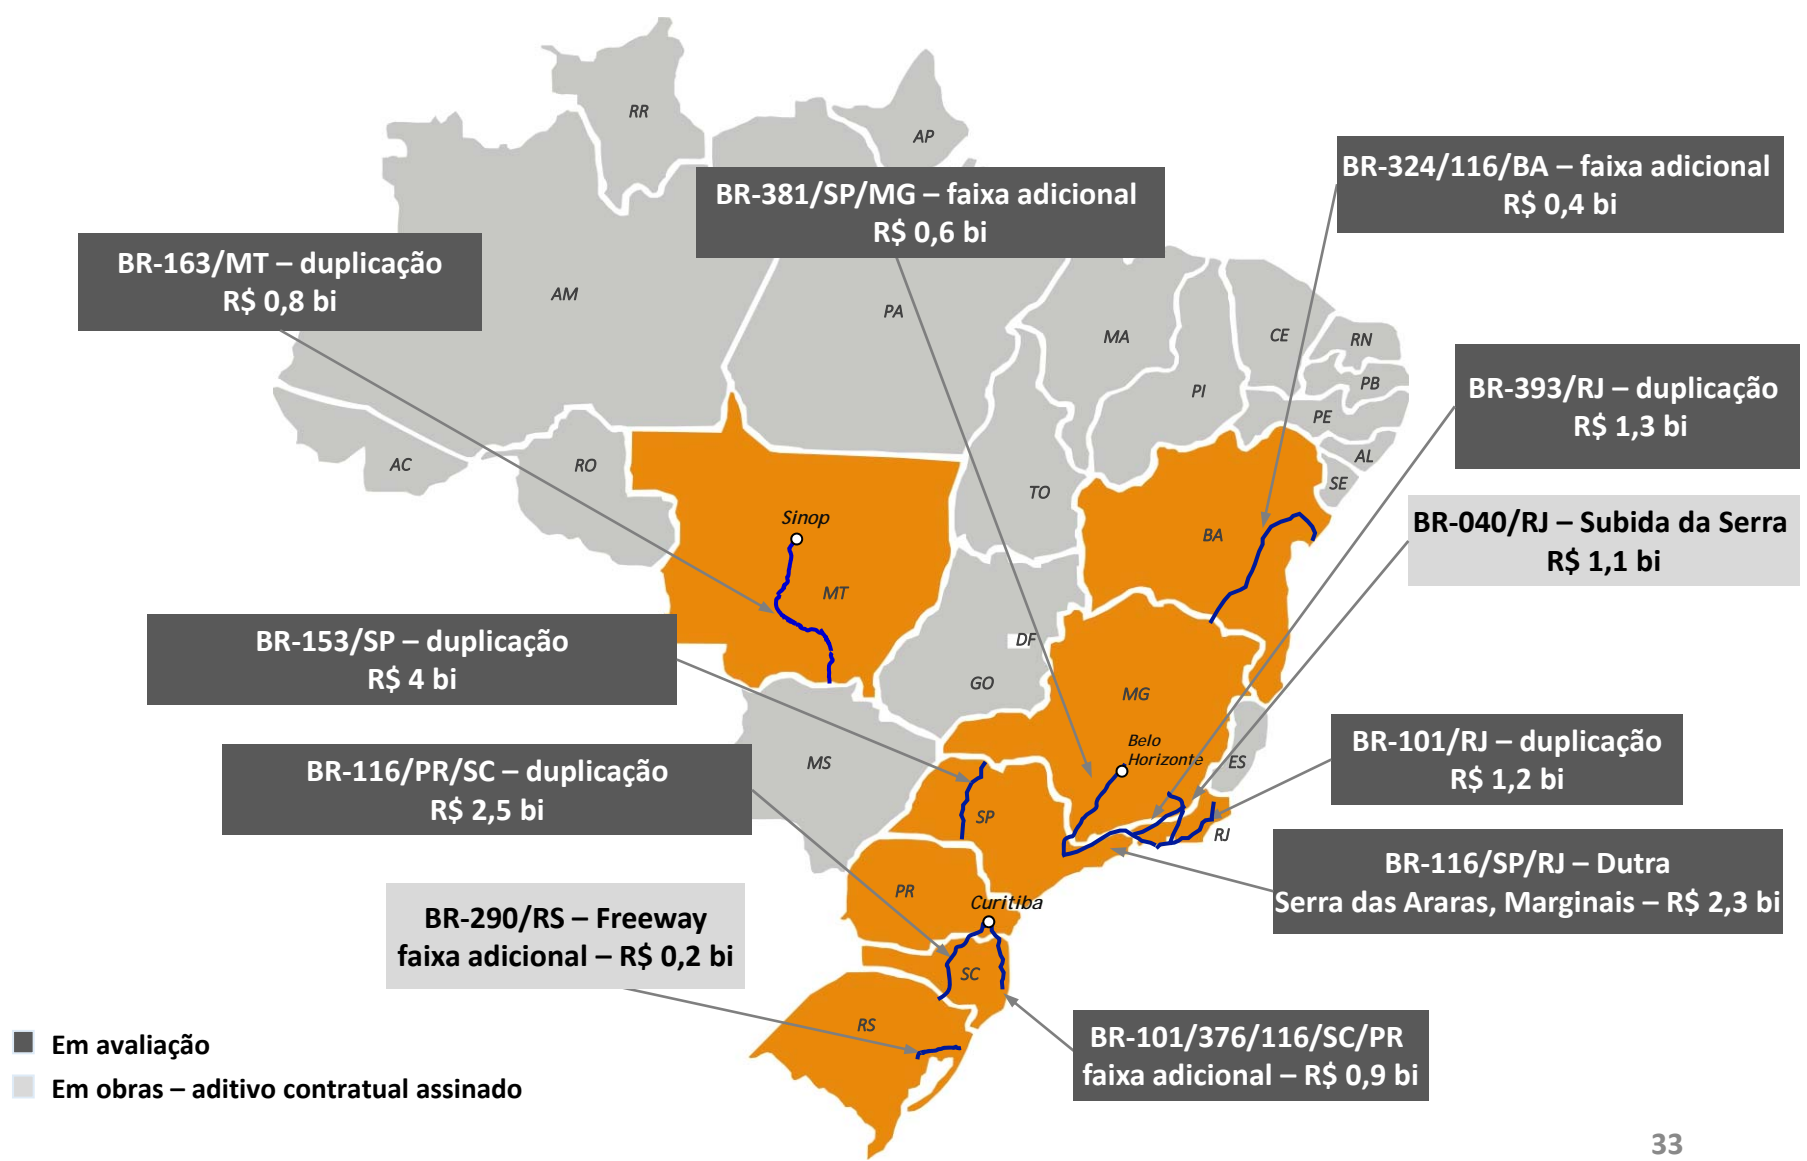 RR
AP
BR-324/116/BA – faixa adicional
R$ 0,4 bi
BR-381/SP/MG – faixa adicional
R$ 0,6 bi
BR-163/MT – duplicação
R$ 0,8 bi
AM
PA
MA
CE
RN
PI
PB
PE
BR-393/RJ – duplicação
R$ 1,3 bi
AC
RO
AL
SE
TO
Sinop
BA
BR-040/RJ – Subida da Serra
R$ 1,1 bi
MT
BR-153/SP – duplicação
R$ 4 bi
DF
GO
MG
BR-101/RJ – duplicação
R$ 1,2 bi
Belo
Horizonte
ES
MS
BR-116/PR/SC – duplicação
R$ 2,5 bi
SP
RJ
BR-116/SP/RJ – Dutra
Serra das Araras, Marginais – R$ 2,3 bi
PR
Curitiba
BR-290/RS – Freeway
faixa adicional – R$ 0,2 bi
SC
RS
BR-101/376/116/SC/PR
faixa adicional – R$ 0,9 bi
Em avaliação
Em obras – aditivo contratual assinado
33